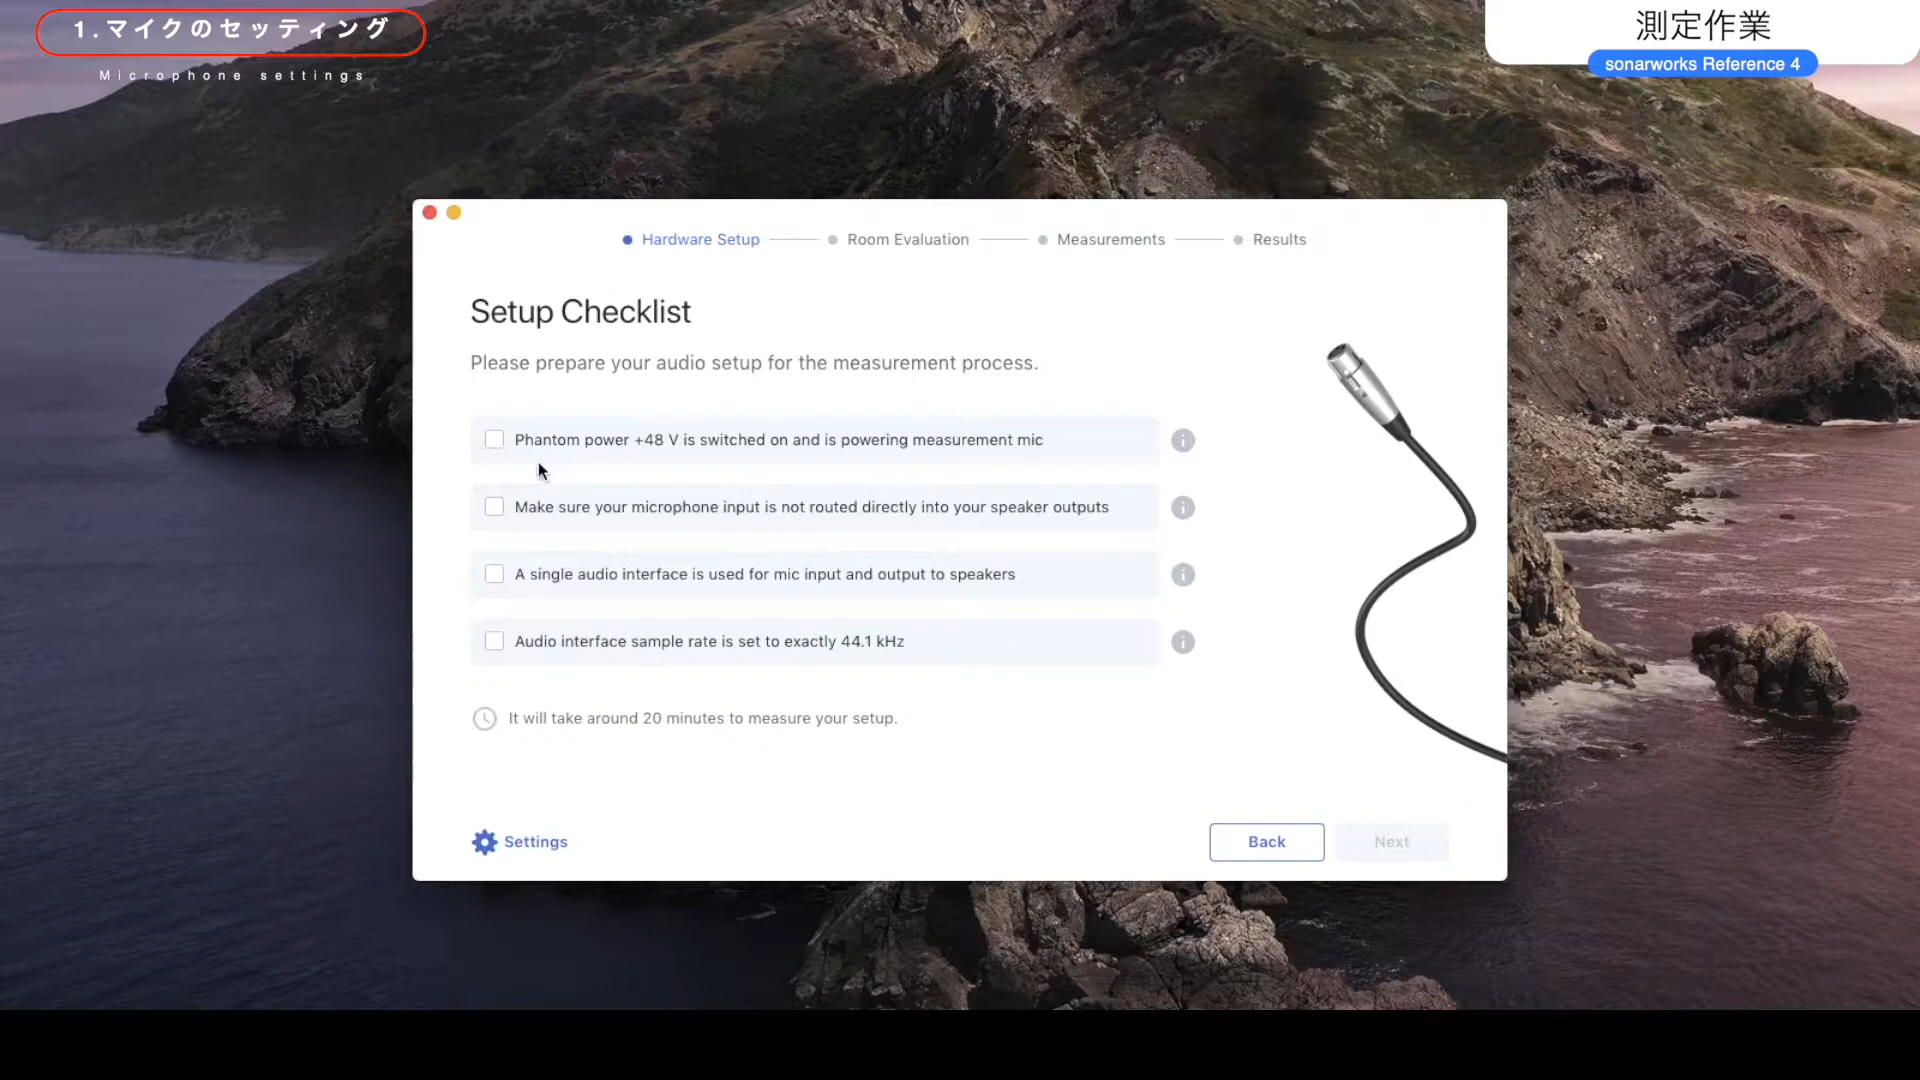 1.マイクのセッティング
Microphone settings
測定作業
sonarworks Reference 4
Hardware Setup
Room Evaluation
Measurements
Results
Setup Checklist
Please prepare your audio setup for the measurement process.
Phantom power +48 V is switched on and is powering measurement mic
Make sure your microphone input is not routed directly into your speaker outputs
A single audio interface is used for mic input and output to speakers
Audio interface sample rate is set to exactly 44.1 kHz
It will take around 20 minutes to measure your setup.
Settings
Back
Next